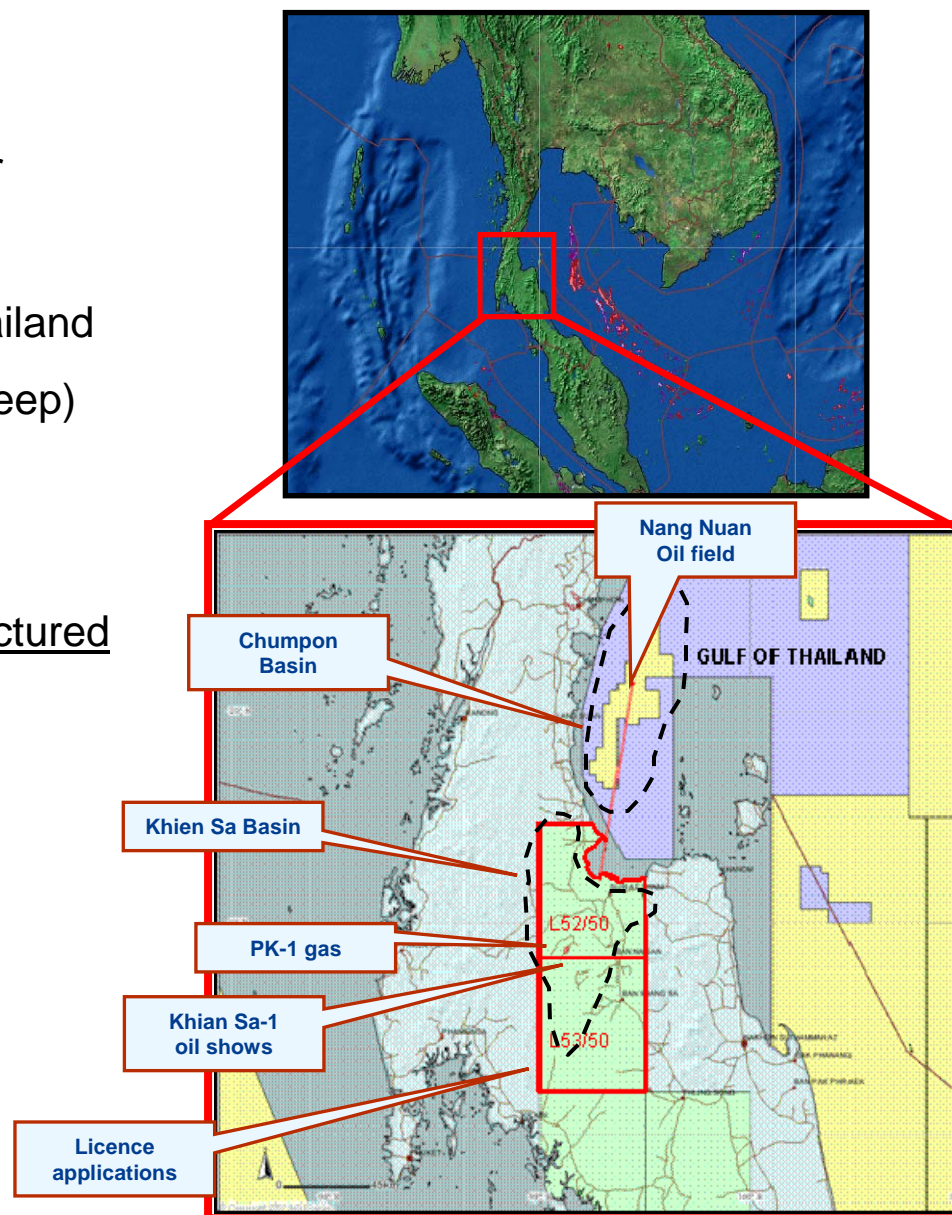 ailand
eep)
ctured
Nang Nuan
Oil field
Chumpon
Basin
GULF OF THAILAND
Khien Sa Basin
L52/50
PK-1 gas
Khian Sa-1
oil shows
L53/50
Licence
applications